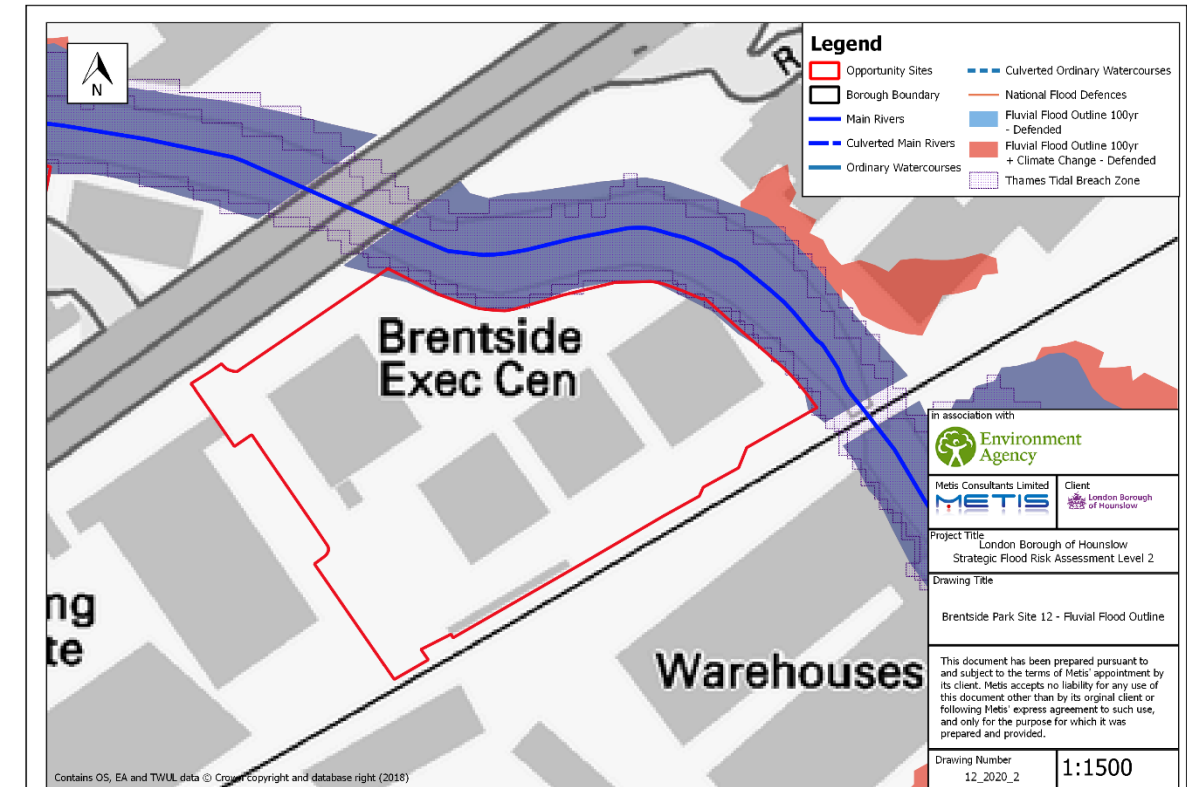 N
R
Brentside
Exec Cen
ng
te
Warehouses
Contains OS, EA and TWUL data © Crown copyright and database right (2018)
Legend
Opportunity Sites
Borough Boundary
Main Rivers
Culverted Main Rivers
Ordinary Watercourses
Culverted Ordinary Watercourses
National Flood Defences
Fluvial Flood Outline 100yr
- Defended
Fluvial Flood Outline 100yr
+ Climate Change - Defended
Thames Tidal Breach Zone
in association with
Environment
Agency
Metis Consultants Limited
METIS
Client
London Borough
of Hounslow
Project Title
London Borough of Hounslow
Strategic Flood Risk Assessment Level 2
Drawing Title
Brentside Park Site 12 - Fluvial Flood Outline
This document has been prepared pursuant to
and subject to the terms of Metis' appointment by
its client. Metis accepts no liability for any use of
this document other than by its orginal client or
following Metis' express agreement to such use,
and only for the purpose for which it was
prepared and provided.
Drawing Number
12_2020_2
1:1500